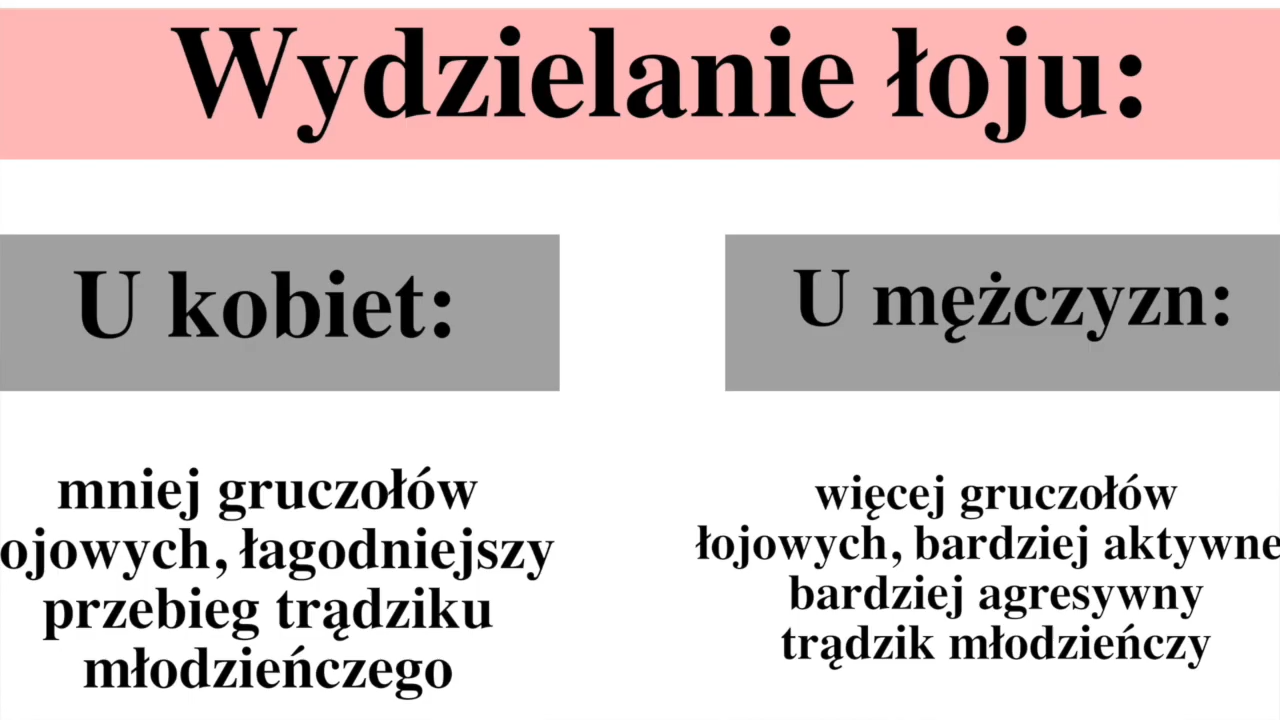 Wydzielanie łoju:
U kobiet:
mniej gruczołów
ojowych, łagodniejszy
przebieg trądziku
młodzieńczego
U mężczyzn:
więcej gruczołów
łojowych, bardziej aktywne
bardziej agresywny
trądzik młodzieńczy